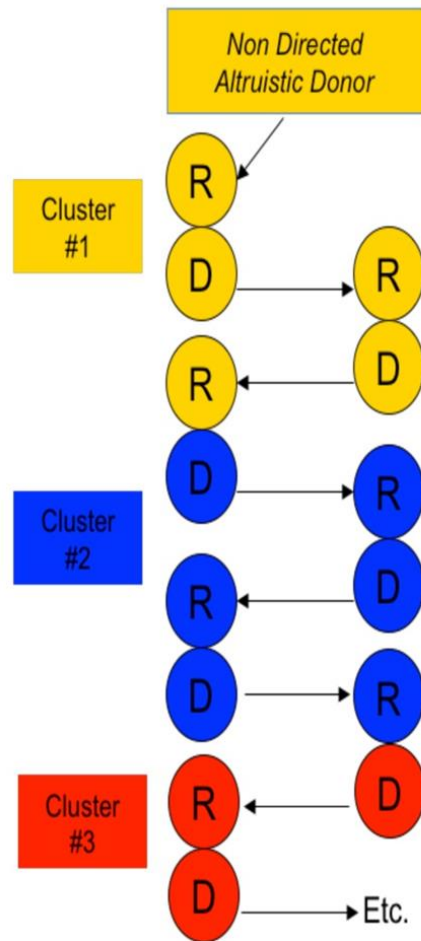 Non Directed
Altruistic Donor
R
Cluster
#1
D
R
R
D
D
R
Cluster
#2
R
D
D
R
R
D
Cluster
#3
D
Etc.